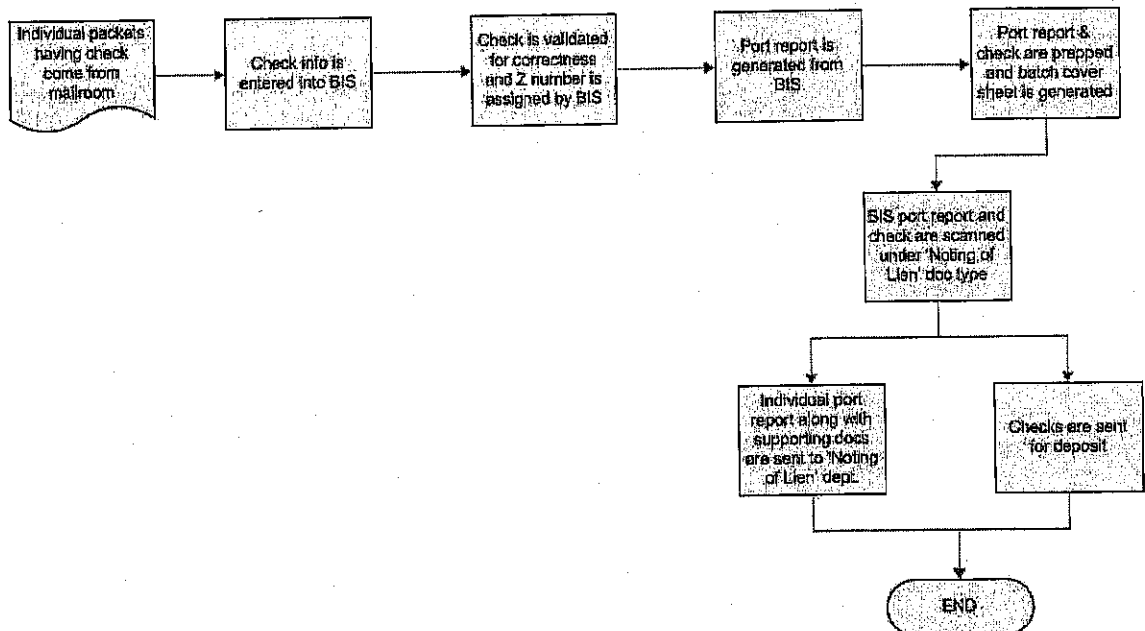 Individual packets
having check
come from
mailroom
Check info is
entered into BIS
Check is validated
for correctness
and Z number is
assigned by BIS
Port report is
generated from
BIS
Port report &
check are prepped
and batch cover
sheet is generated
BIS port report and
check are scanned
under 'Noting of
Lien' doc type
Individual port
report along with
supporting docs
are sent to 'Noting
of Lien' dept.
Checks are sent
for deposit
END